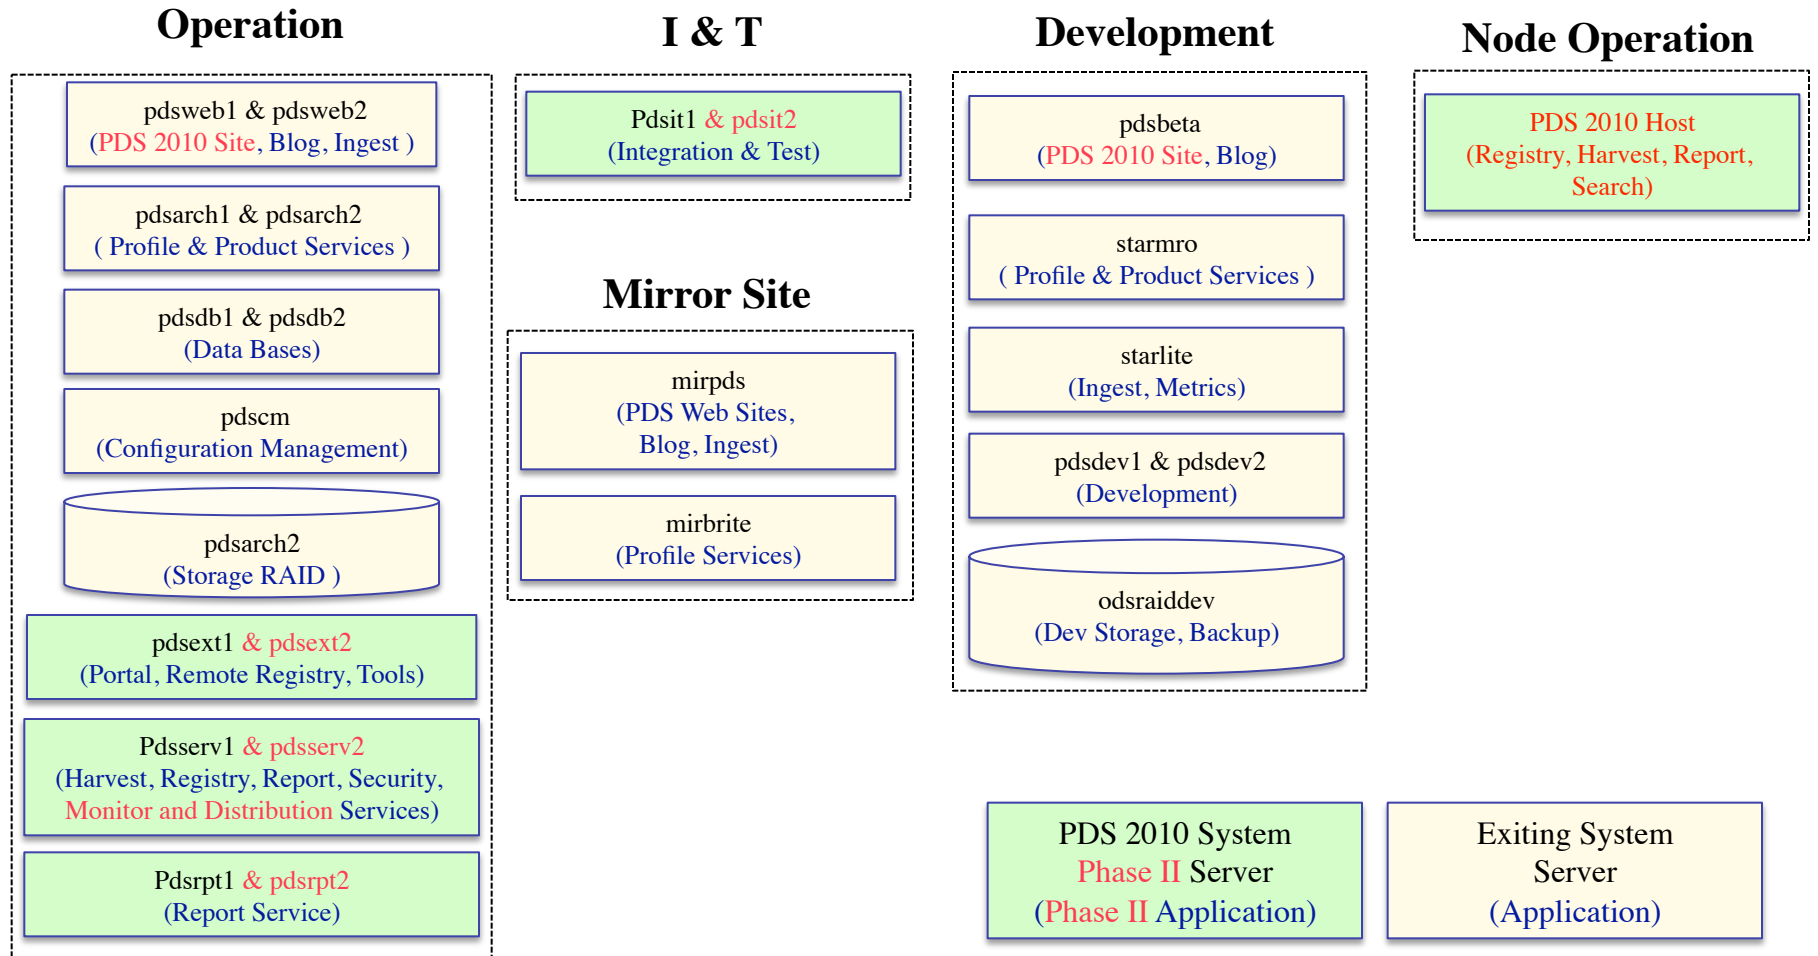 Operation
pdsweb1 & pdsweb2
(PDS 2010 Site, Blog, Ingest )
pdsarch1 & pdsarch2
( Profile & Product Services )
pdsdb1 & pdsdb2
(Data Bases)
pdscm
(Configuration Management)
pdsarch2
(Storage RAID )
pdsext1 & pdsext2
(Portal, Remote Registry, Tools)
Pdsserv1 & pdsserv2
(Harvest, Registry, Report, Security,
Monitor and Distribution Services)
Pdsrpt1 & pdsrpt2
(Report Service)
I & T
Pdsit1 & pdsit2
(Integration & Test)
Mirror Site
mirpds
(PDS Web Sites,
Blog, Ingest)
mirbrite
(Profile Services)
Development
pdsbeta
(PDS 2010 Site, Blog)
starmro
( Profile & Product Services )
starlite
(Ingest, Metrics)
pdsdev1 & pdsdev2
(Development)
odsraiddev
(Dev Storage, Backup)
Node Operation
PDS 2010 Host
(Registry, Harvest, Report,
Search)
PDS 2010 System
Phase II Server
(Phase II Application)
Exiting System
Server
(Application)